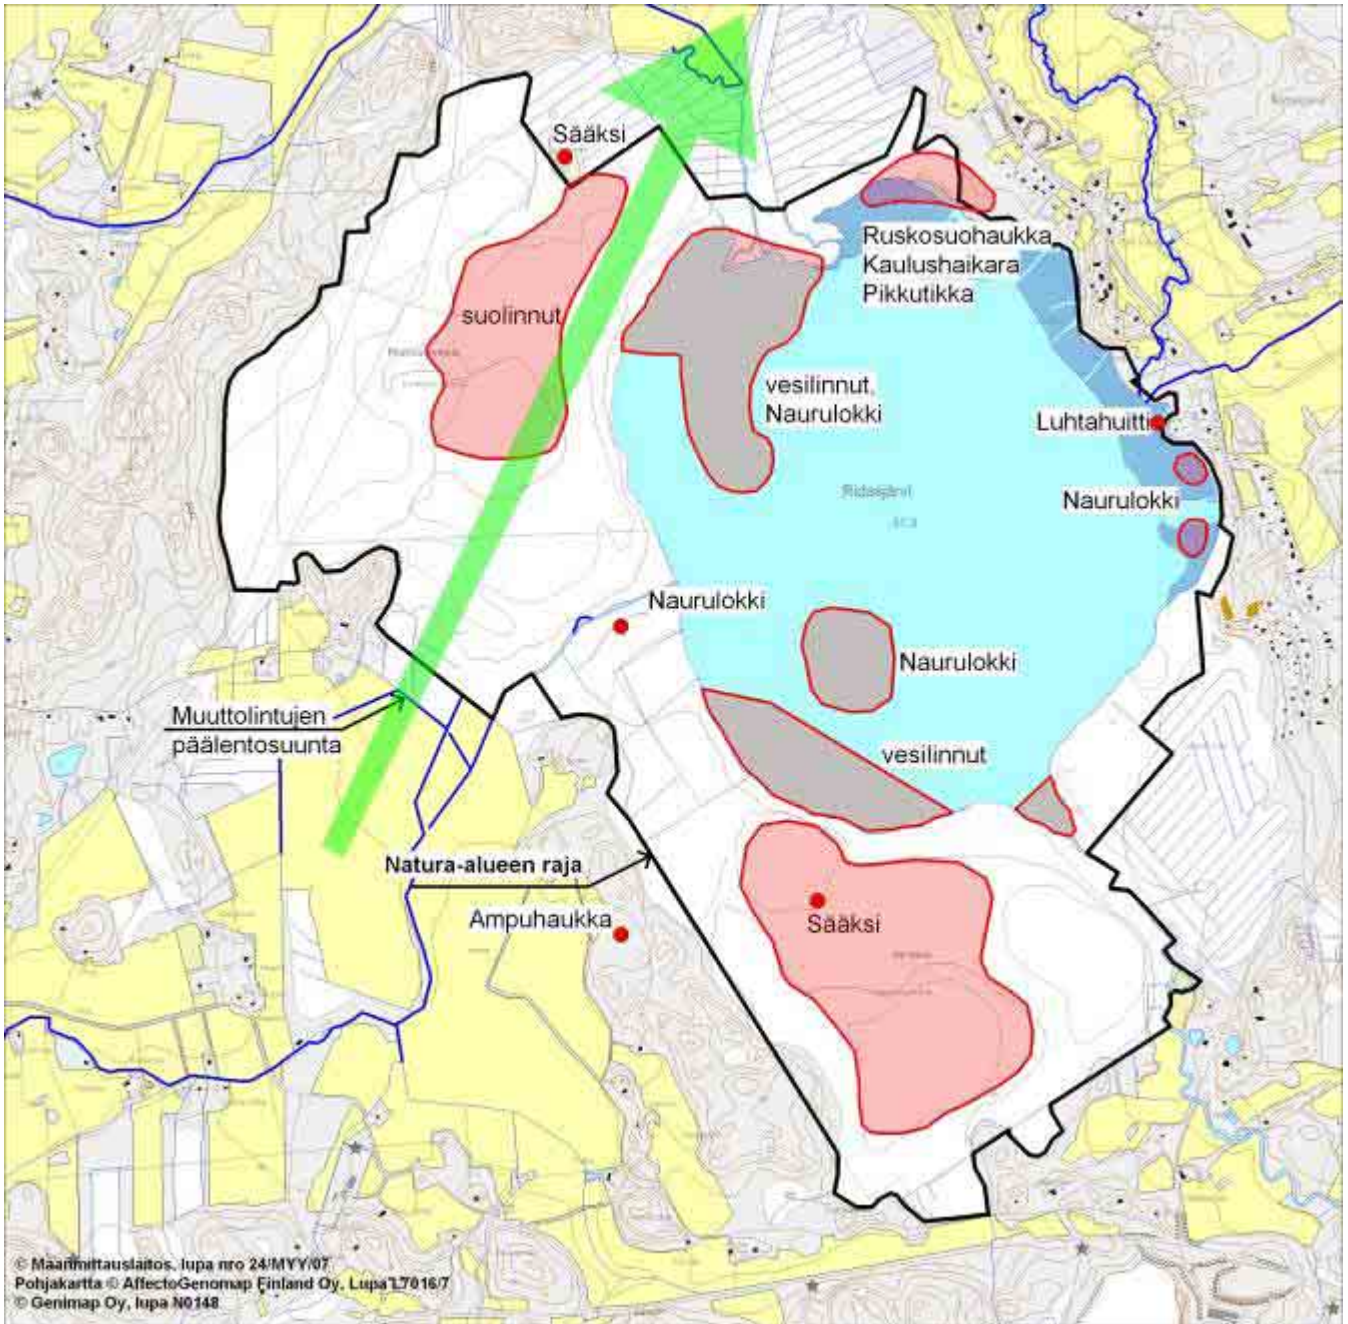 Sääksi
Ruskosuohaukka
Kaulushaikara
Pikkutikka
suolinnut
vesilinnut,
Naurulokki
Luhtahuitti
Ridasjärvi
Naurulokki
Naurulokki
Naurulokki
Muuttolintujen
päälentosuunta
vesilinnut
Natura-alueen raja
Ampuhaukka
Sääksi
© Maanmittauslaitos, lupa nro 24/MYY/07
Pohjakartta © AffectoGenomap Finland Oy, Lupa L7016/7
© Genimap Oy, lupa N0148